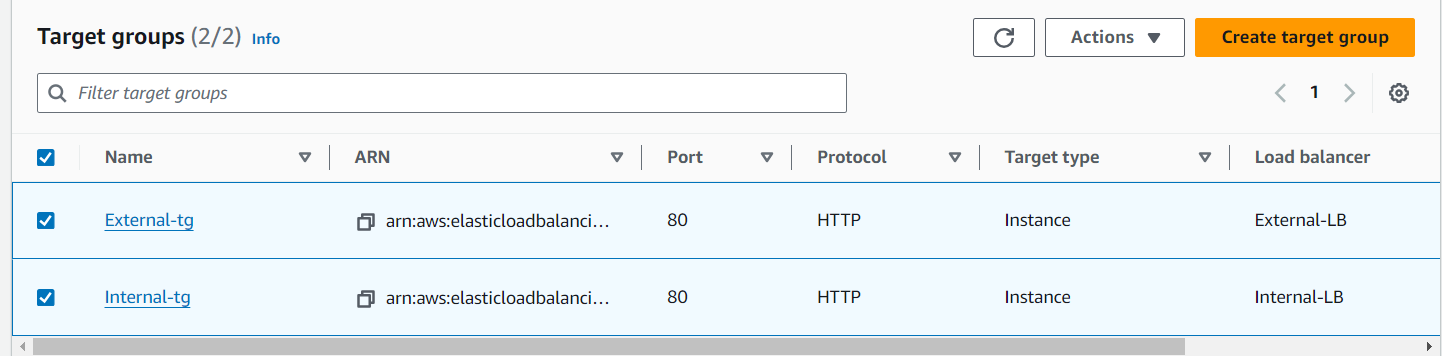 Target groups (2/2) Info
Actions
Create target group
Filter target groups
1
Name ARN Port Protocol Target type Load balancer
External-tg arn:aws:elasticloadbalanci... 80 HTTP Instance External-LB
Internal-tg arn:aws:elasticloadbalanci... 80 HTTP Instance Internal-LB